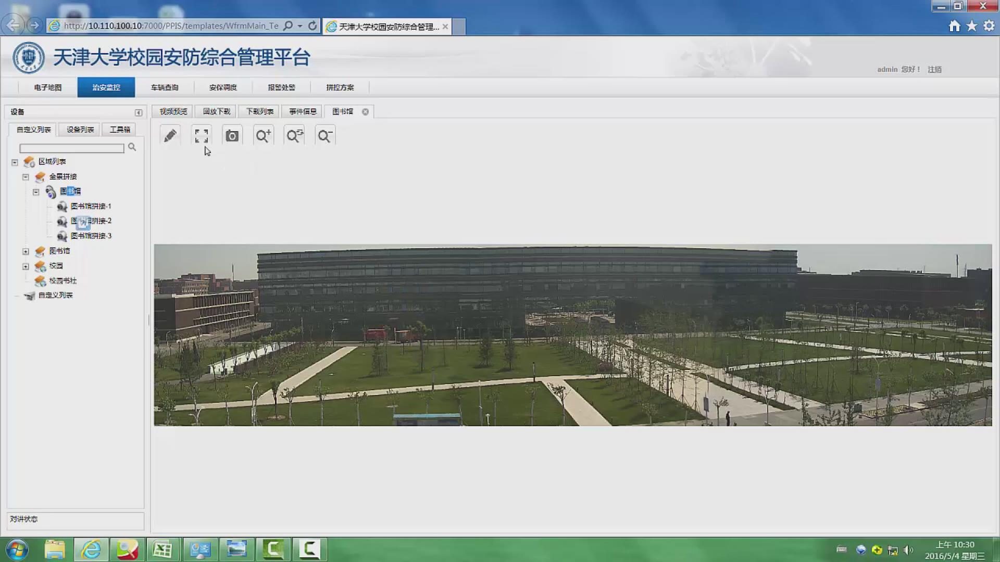 http://10.110.100.10:7000/PPIS/templates/WfrmMain_Te
天津大学校园安防综合管理...
天津大学校园安防综合管理平台
admin 您好！ 注销
电子地图 治安监控 车辆查询 安保调度 报警处警 拼控方案
设备
视频预览 回放下载 下载列表 事件信息 图书馆
自定义列表 设备列表 工具箱
区域列表
全景拼接
图书馆
图书馆拼接-1
图书馆拼接-2
图书馆拼接-3
图书馆
校园
校园书社
自定义列表
对讲状态
上午 10:30
2016/5/4 星期三